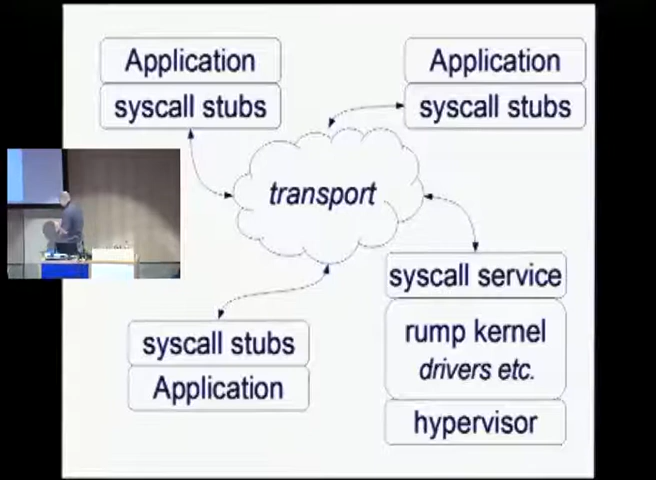 Application
syscall stubs
Application
syscall stubs
transport
syscall service
rump kernel
drivers etc.
hypervisor
syscall stubs
Application